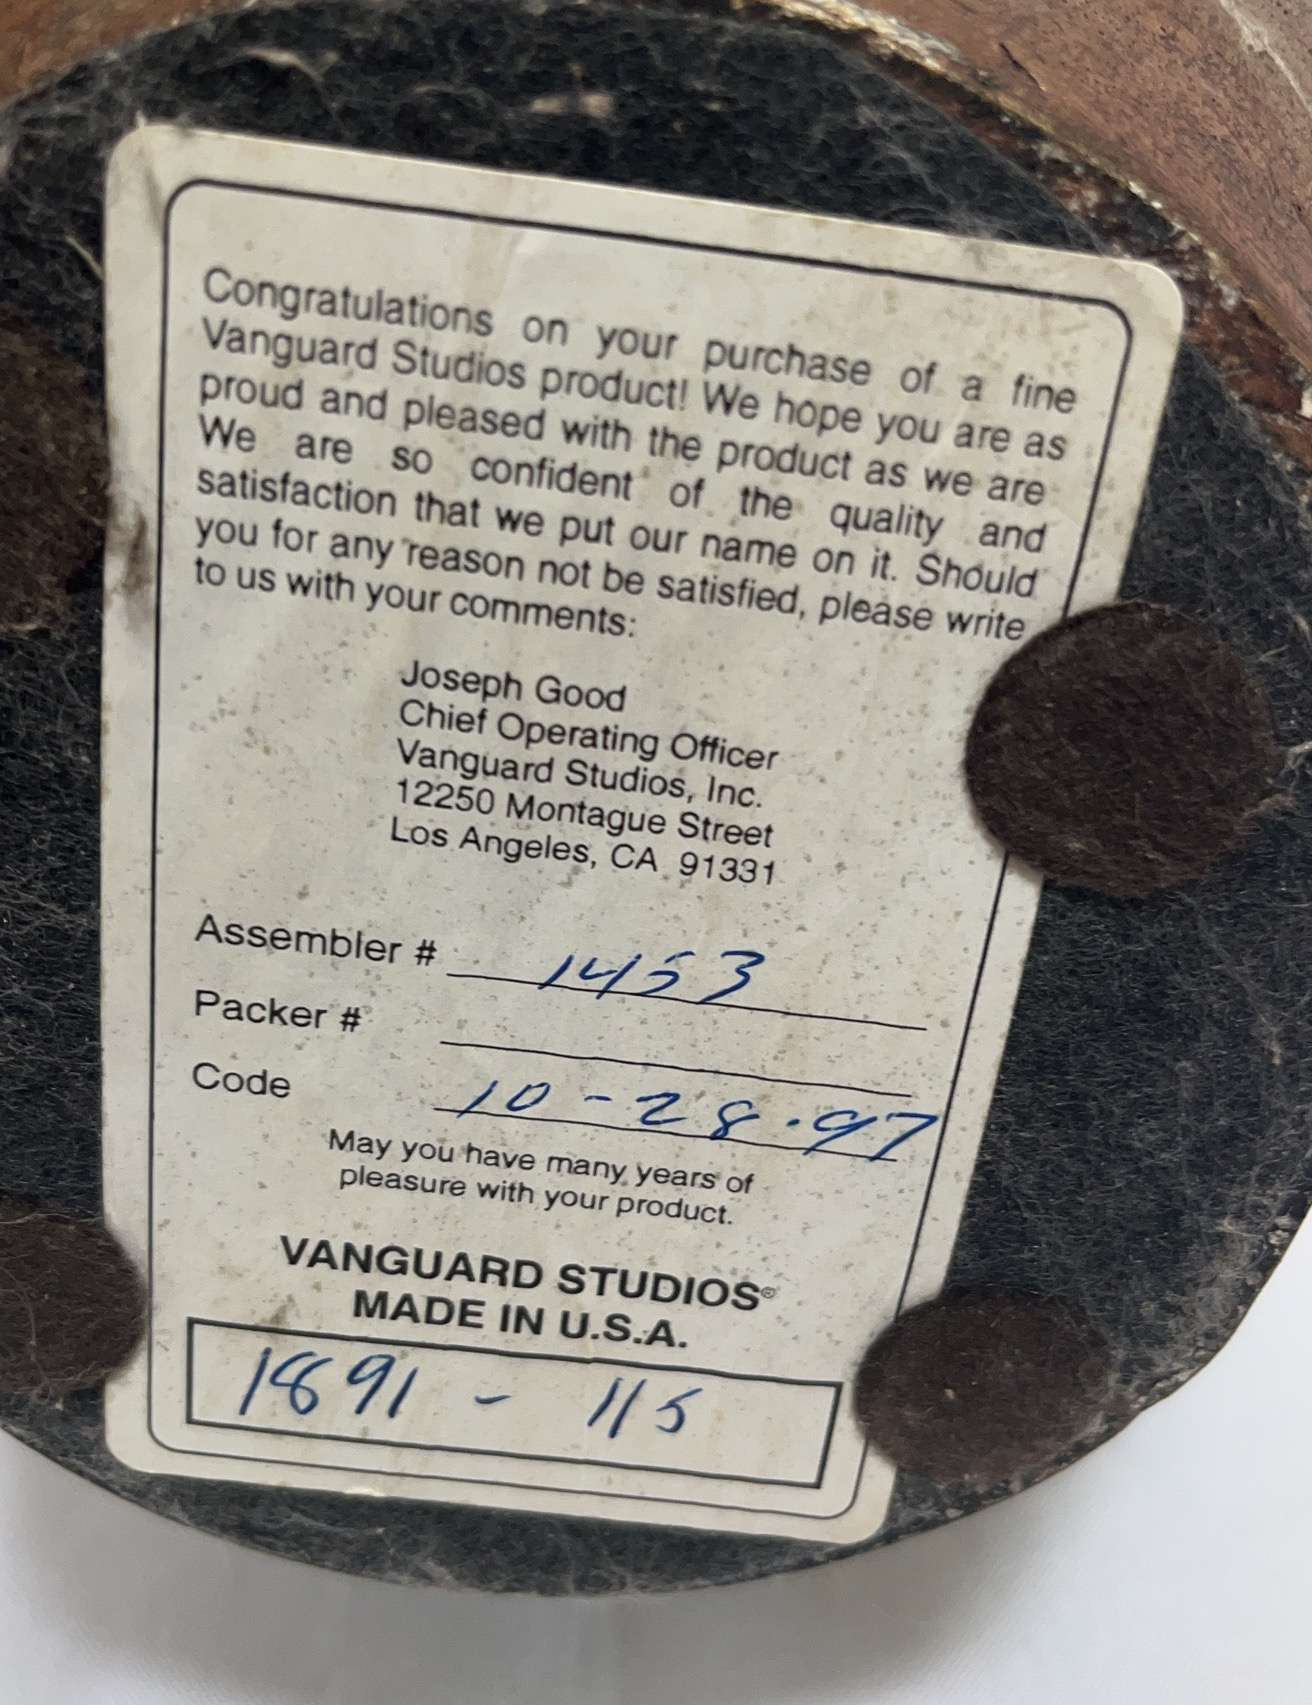 Congratulations on your purchase of a fine
Vanguard Studios product! We hope you are as
proud and pleased with the product as we are
We are so confident of the quality and
satisfaction that we put our name on it. Should
you for any reason not be satisfied, please write
to us with your comments:
Joseph Good
Chief Operating Officer
Vanguard Studios, Inc.
12250 Montague Street
Los Angeles, CA 91331
Assembler # 1453
Packer #
Code 10-28.97
May you have many years of
pleasure with your product.
VANGUARD STUDIOS®
MADE IN U.S.A.
1891 - 115